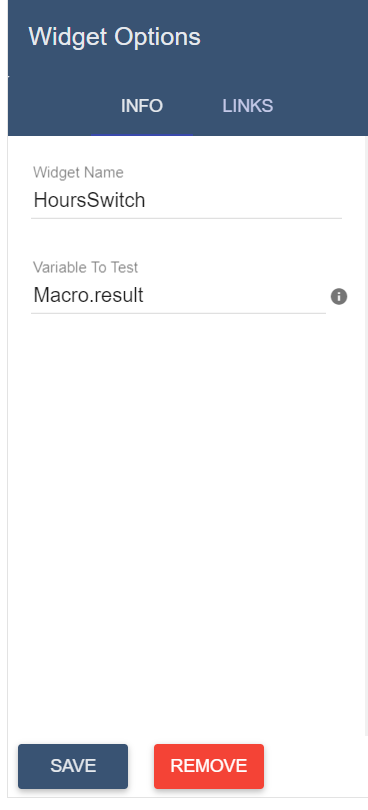 Widget Options
INFO LINKS
Widget Name
HoursSwitch
Variable To Test
Macro.result
SAVE REMOVE